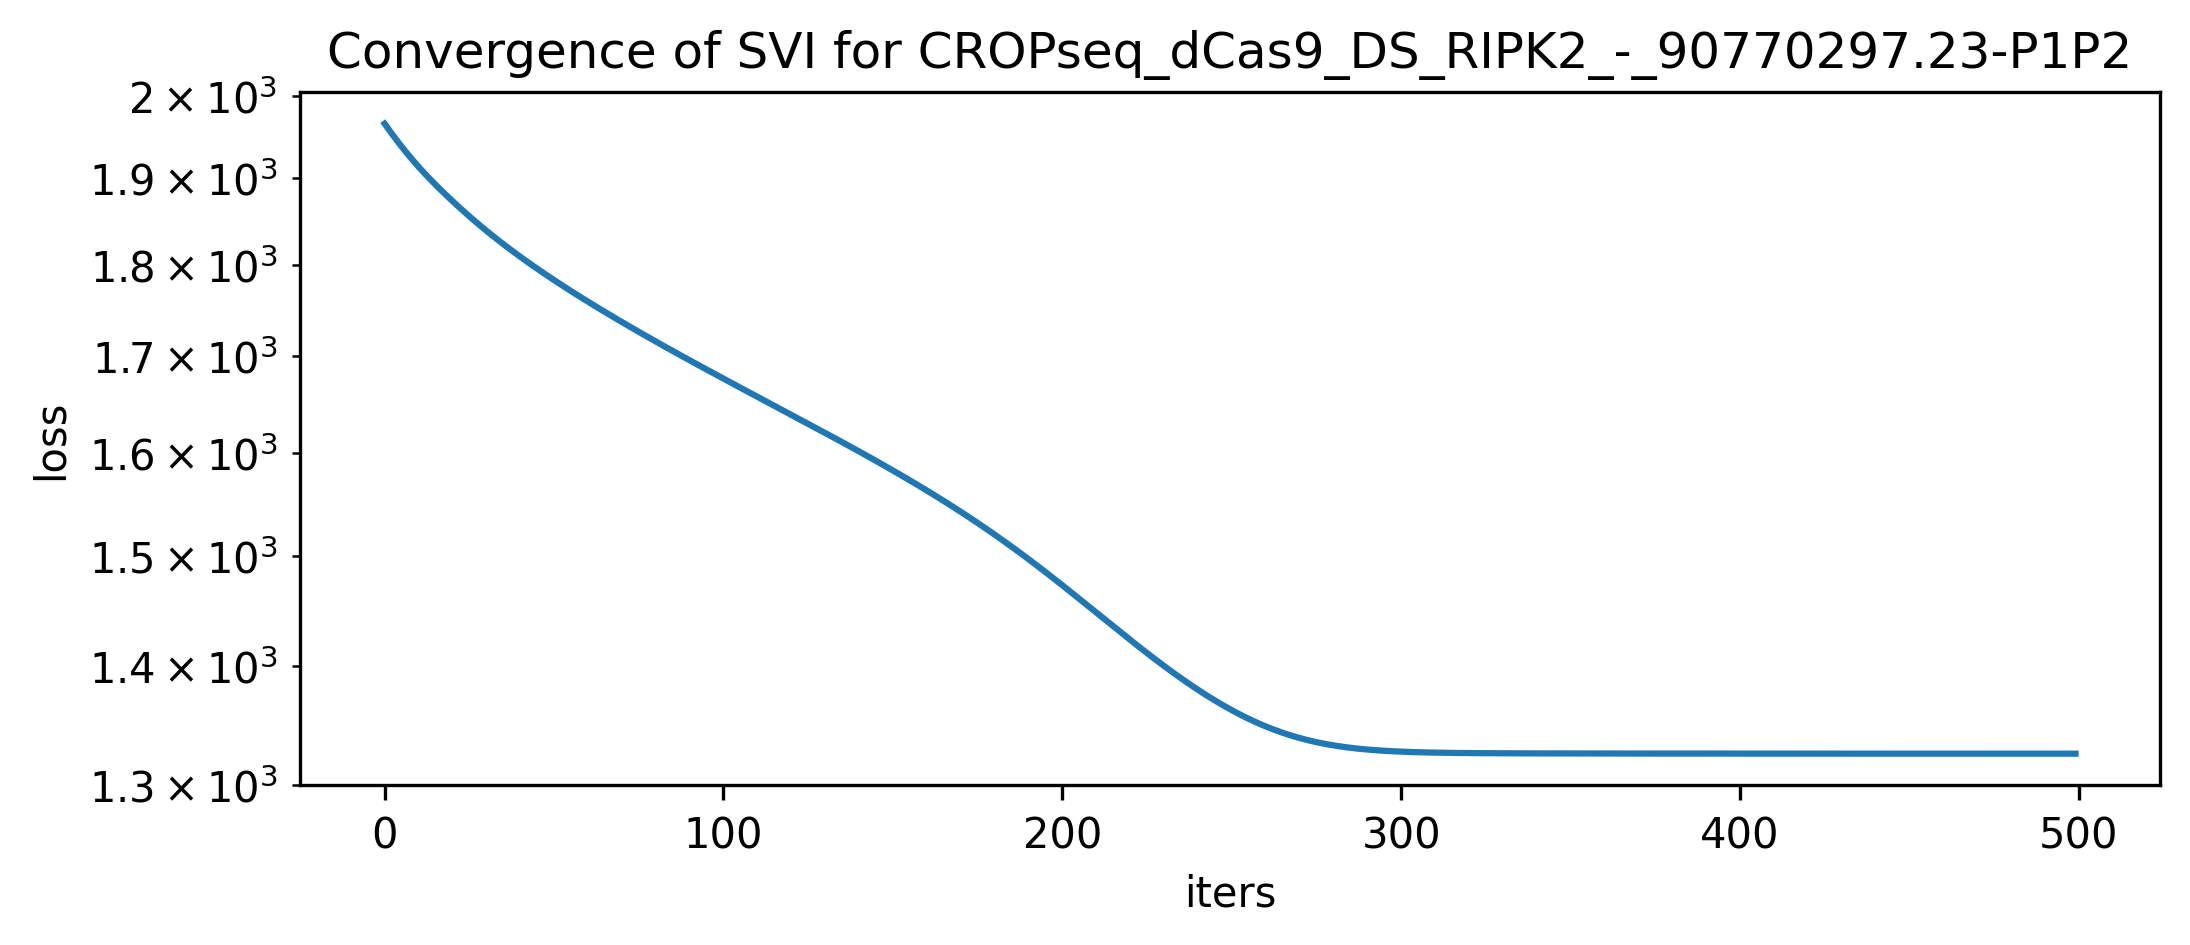 Convergence of SVI for CROPseq_dCas9_DS_RIPK2_-_90770297.23-P1P2
2 × 10³
1.9 × 10³
1.8 × 10³
1.7 × 10³
1.6 × 10³
1.5 × 10³
1.4 × 10³
1.3 × 10³
loss
0 100 200 300 400 500
iters